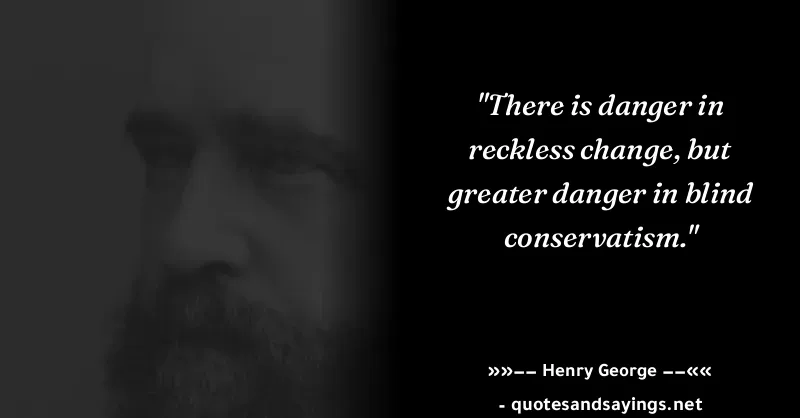 "There is danger in
reckless change, but
greater danger in blind
conservatism."
»»–– Henry George ––««
- quotesandsayings.net